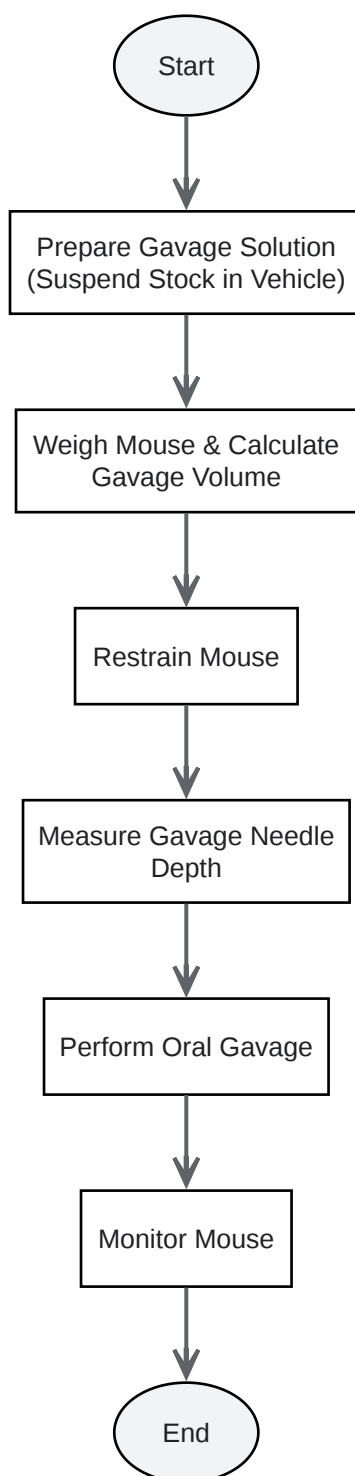 Start
Prepare Gavage Solution
(Suspend Stock in Vehicle)
Weigh Mouse & Calculate
Gavage Volume
Restrain Mouse
Measure Gavage Needle
Depth
Perform Oral Gavage
Monitor Mouse
End